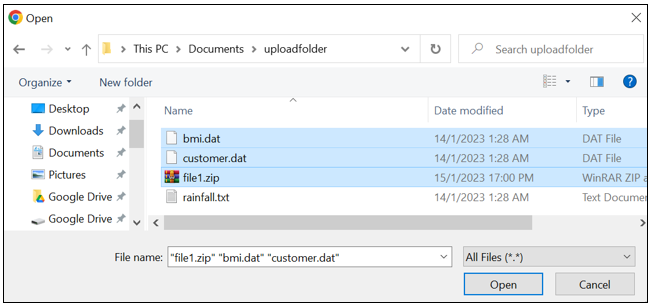 Open
This PC > Documents > uploadfolder
Search uploadfolder
Organize
New folder
Desktop
Downloads
Documents
Pictures
Google Drive
Google Drive
Name Date modified Type
bmi.dat 14/1/2023 1:28 AM DAT File
customer.dat 14/1/2023 1:28 AM DAT File
file1.zip 15/1/2023 17:00 PM WinRAR ZIP a
rainfall.txt 14/1/2023 1:28 AM Text Docume
File name: "file1.zip" "bmi.dat" "customer.dat"
All Files (*.*)
Open
Cancel